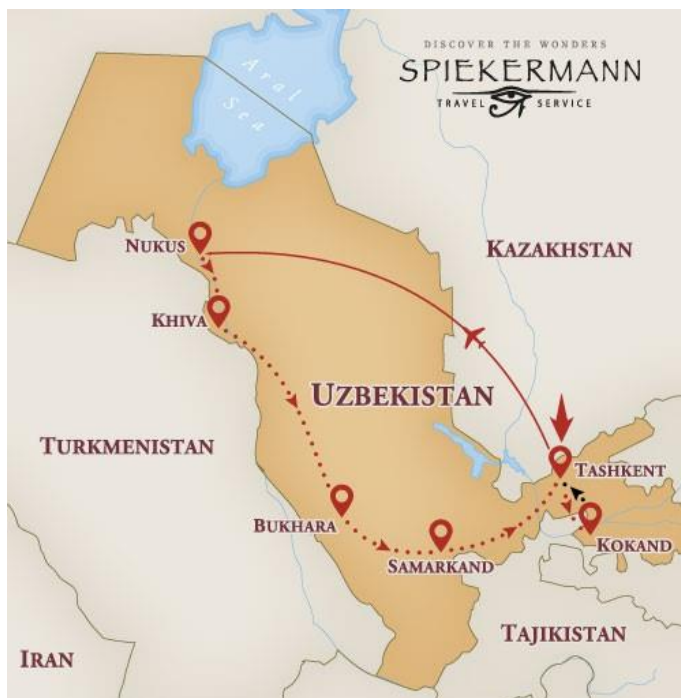 DISCOVER THE WONDERS
SPIEKERMANN
TRAVEL SERVICE
Aral
Sea
NUKUS
KAZAKHSTAN
KHIVA
UZBEKISTAN
TURKMENISTAN
TASHKENT
BUKHARA
KOKAND
SAMARKAND
TAJIKISTAN
IRAN